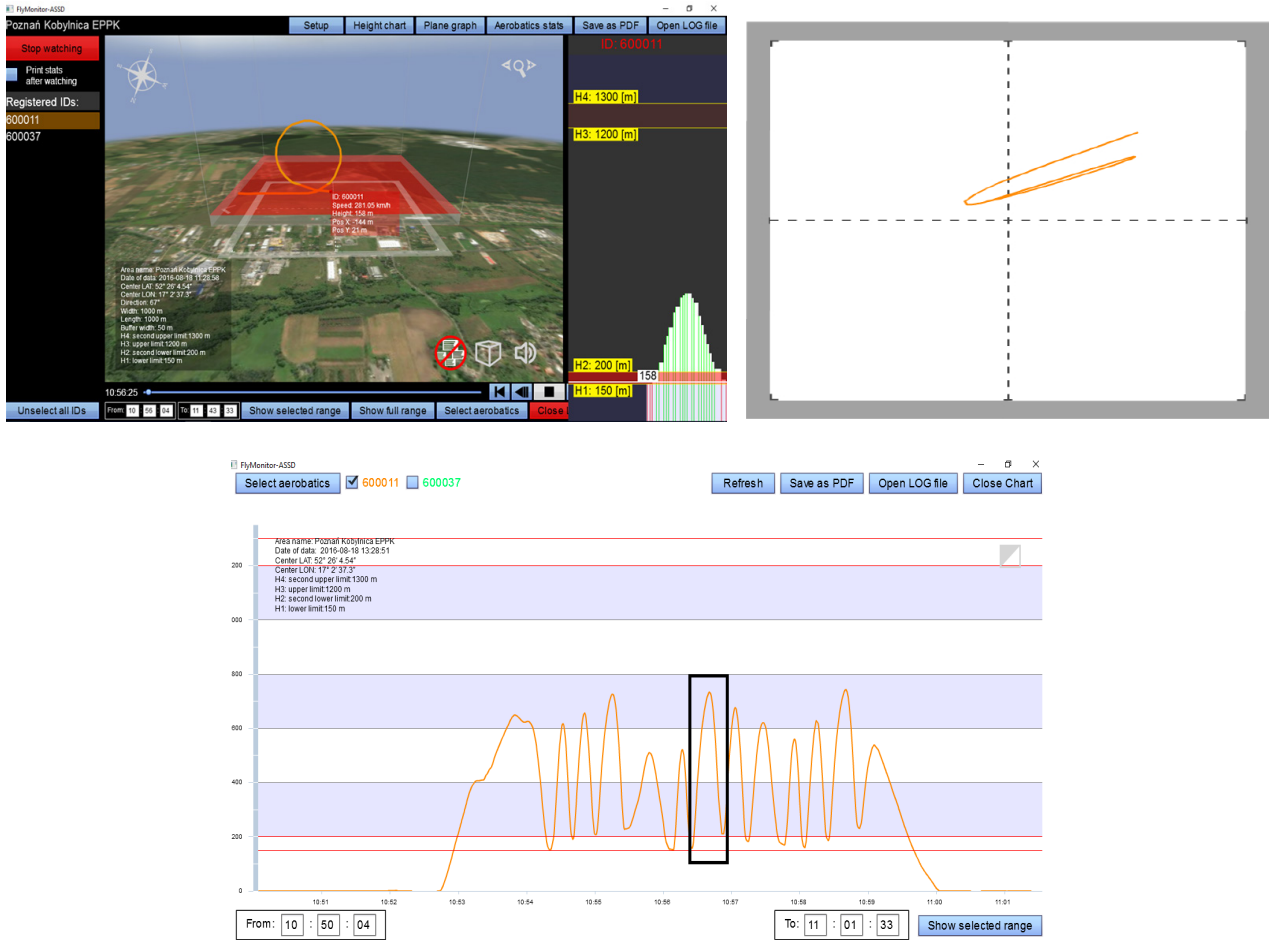 FlyMonitor-ASSD
Poznań Kobylnica EPPK
Setup
Height chart
Plane graph
Aerobatics stats
Save as PDF
Open LOG file
Stop watching
Print stats
after watching
Registered IDs:
600011
600037
N
ID: 600011
Speed: 281.05 km/h
Height: 158 m
Pos X: -144 m
Pos Y: 21 m
Area name: Poznań Kobylnica EPPK
Date of data: 2016-08-18 11:28:58
Center LAT: 52° 26' 4.54"
Center LON: 17° 2' 37.3"
Direction: 67°
Width: 1000 m
Length: 1000 m
Buffer width: 50 m
H4: second upper limit:1300 m
H3: upper limit:1200 m
H2: second lower limit:200 m
H1: lower limit:150 m
ID: 600011
H4: 1300 [m]
H3: 1200 [m]
H2: 200 [m]
158
H1: 150 [m]
10:56:25
Unselect all IDs
From: 10 : 56 : 04
To: 11 : 43 : 33
Show selected range
Show full range
Select aerobatics
Close
FlyMonitor-ASSD
Select aerobatics
600011
600037
Refresh
Save as PDF
Open LOG file
Close Chart
Area name: Poznań Kobylnica EPPK
Date of data: 2016-08-18 13:28:51
Center LAT: 52° 26' 4.54"
Center LON: 17° 2' 37.3"
H4: second upper limit:1300 m
H3: upper limit:1200 m
H2: second lower limit:200 m
H1: lower limit:150 m
200
000
800
600
400
200
0
10:51
10:52
10:53
10:54
10:55
10:56
10:57
10:58
10:59
11:00
11:01
From: 10 : 50 : 04
To: 11 : 01 : 33
Show selected range